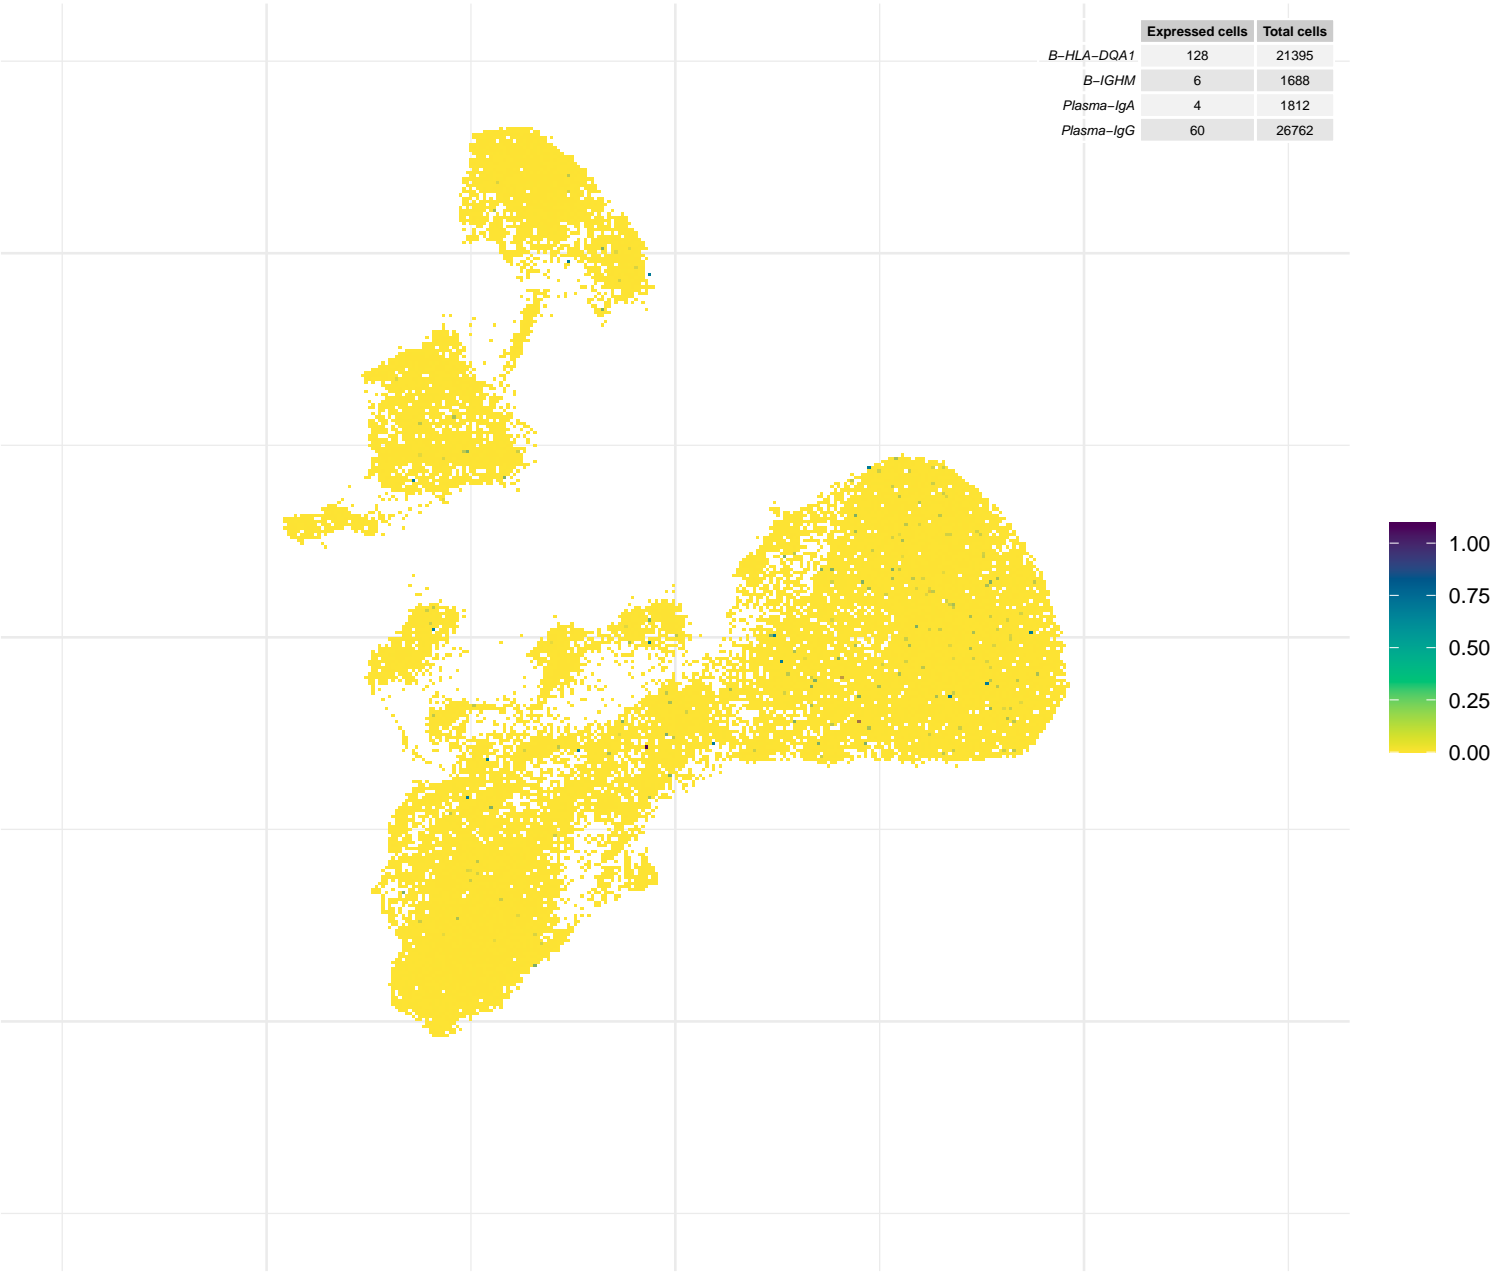 Expressed cells Total cells
B−HLA−DQA1 128 21395
B−IGHM 6 1688
Plasma−IgA 4 1812
Plasma−IgG 60 26762
1.00
0.75
0.50
0.25
0.00